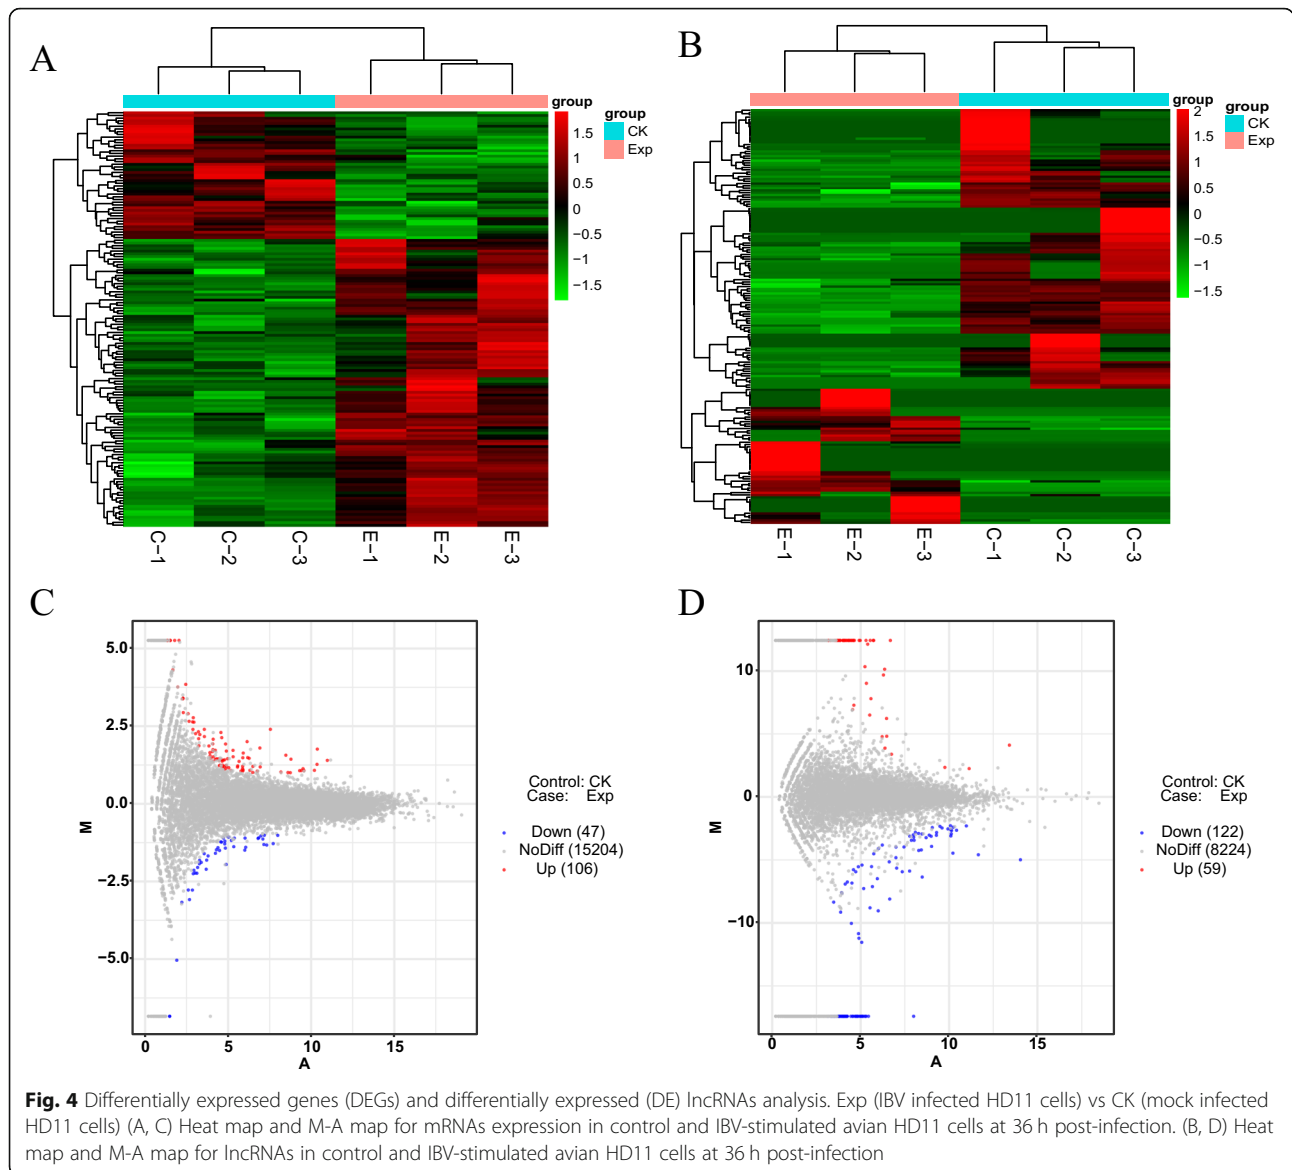 A
group
1.5
1
0.5
0
−0.5
−1
−1.5
group
CK
Exp
C−1
C−2
C−3
E−1
E−2
E−3
B
group
2
1.5
1
0.5
0
−0.5
−1
−1.5
group
CK
Exp
E−1
E−2
E−3
C−1
C−2
C−3
C
5.0
2.5
0.0
−2.5
−5.0
M
0
5
10
15
A
Control: CK
Case: Exp
Down (47)
NoDiff (15204)
Up (106)
D
10
0
−10
M
0
5
10
15
A
Control: CK
Case: Exp
Down (122)
NoDiff (8224)
Up (59)
Fig. 4 Differentially expressed genes (DEGs) and differentially expressed (DE) lncRNAs analysis. Exp (IBV infected HD11 cells) vs CK (mock infected
HD11 cells) (A, C) Heat map and M-A map for mRNAs expression in control and IBV-stimulated avian HD11 cells at 36 h post-infection. (B, D) Heat
map and M-A map for lncRNAs in control and IBV-stimulated avian HD11 cells at 36 h post-infection